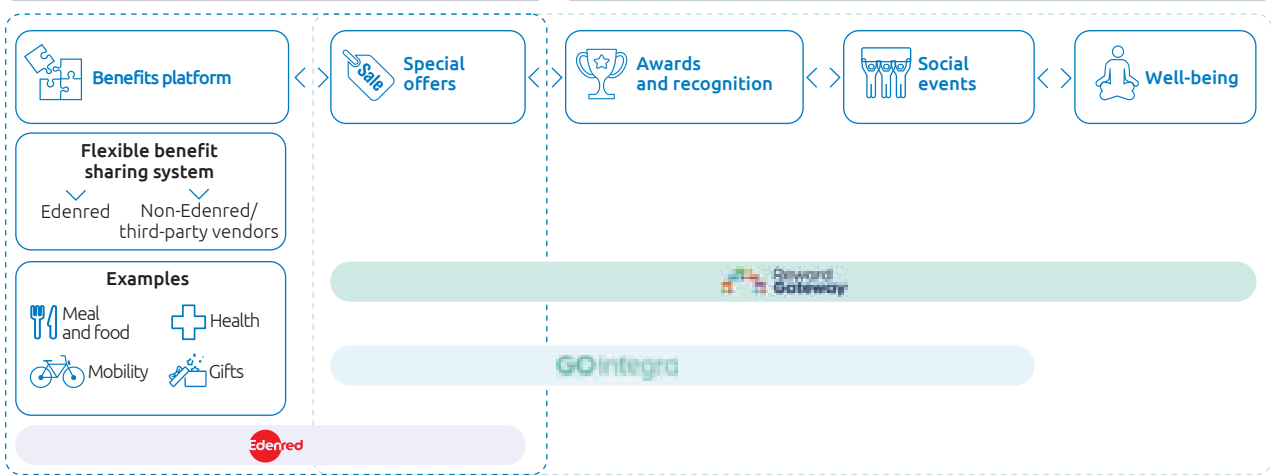 Benefits platform
Sale
Special
offers
Awards
and recognition
Social
events
Well-being
Flexible benefit
sharing system
Edenred
Non-Edenred/
third-party vendors
Examples
Meal
and food
Health
Mobility
Gifts
Reward
Gateway
GOintegro
Edenred